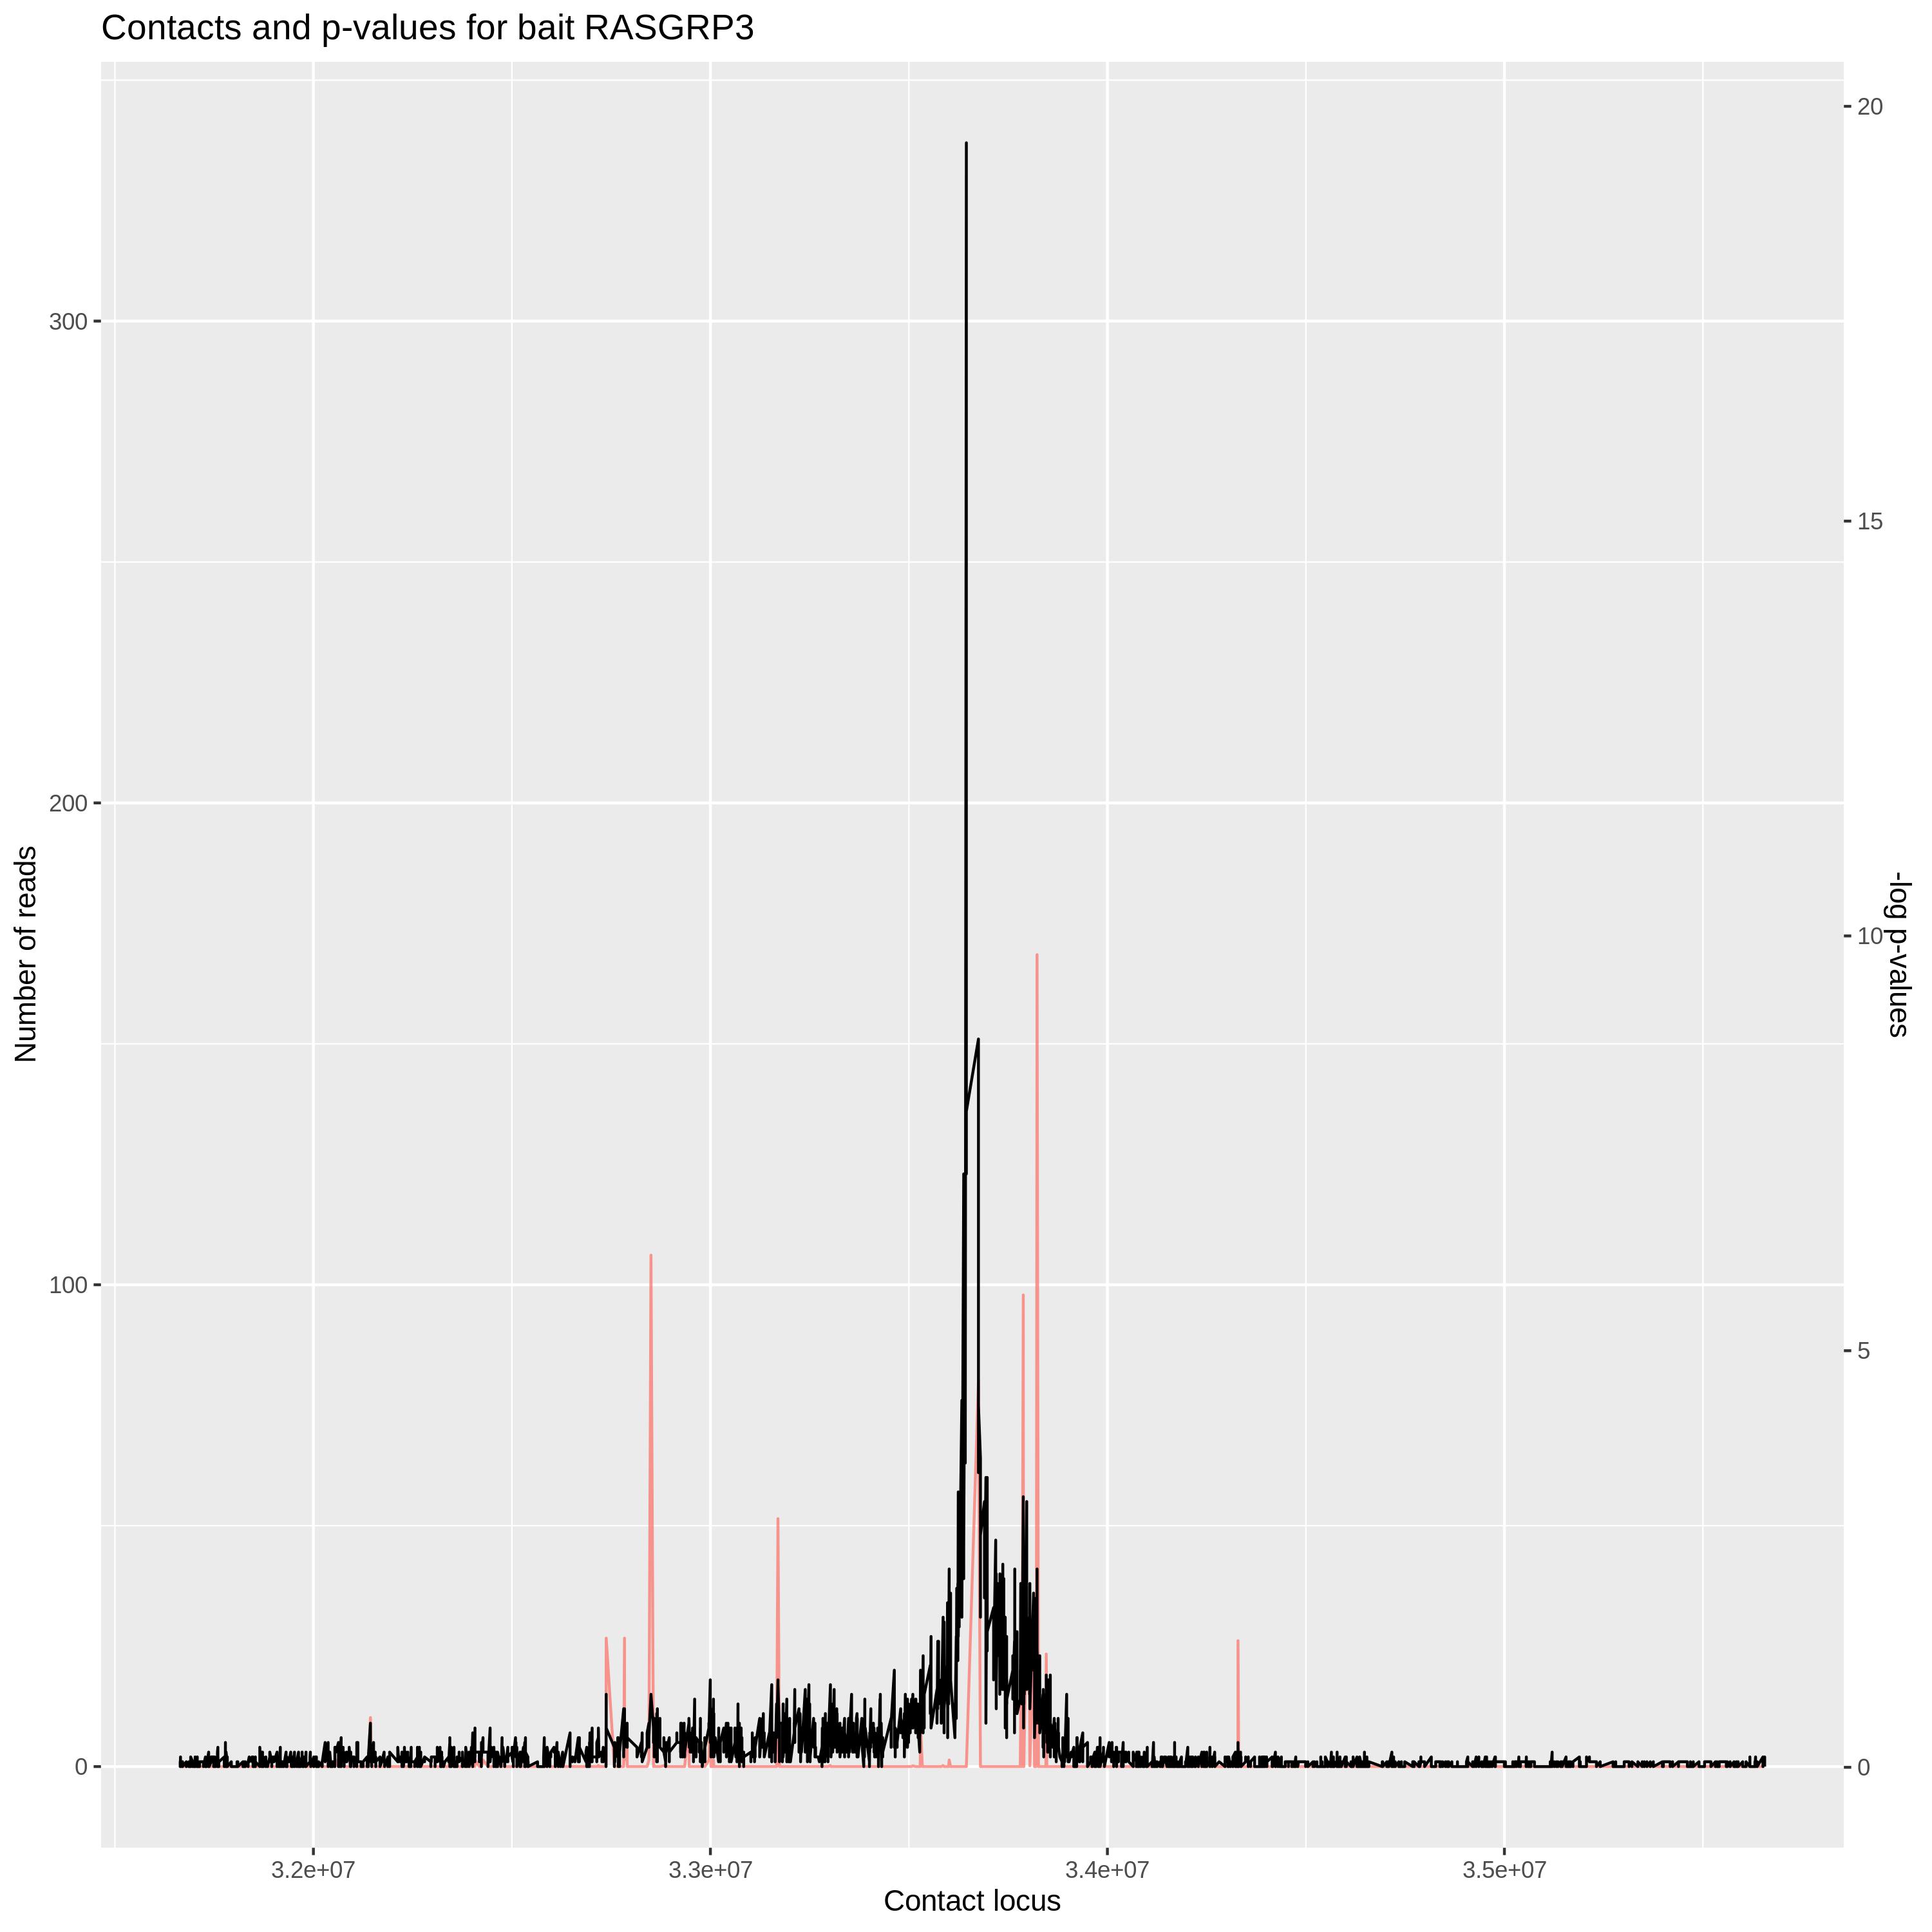 Contacts and p-values for bait RASGRP3
Number of reads
300
200
100
0
20
15
10
5
0
-log p-values
3.2e+07
3.3e+07
3.4e+07
3.5e+07
Contact locus